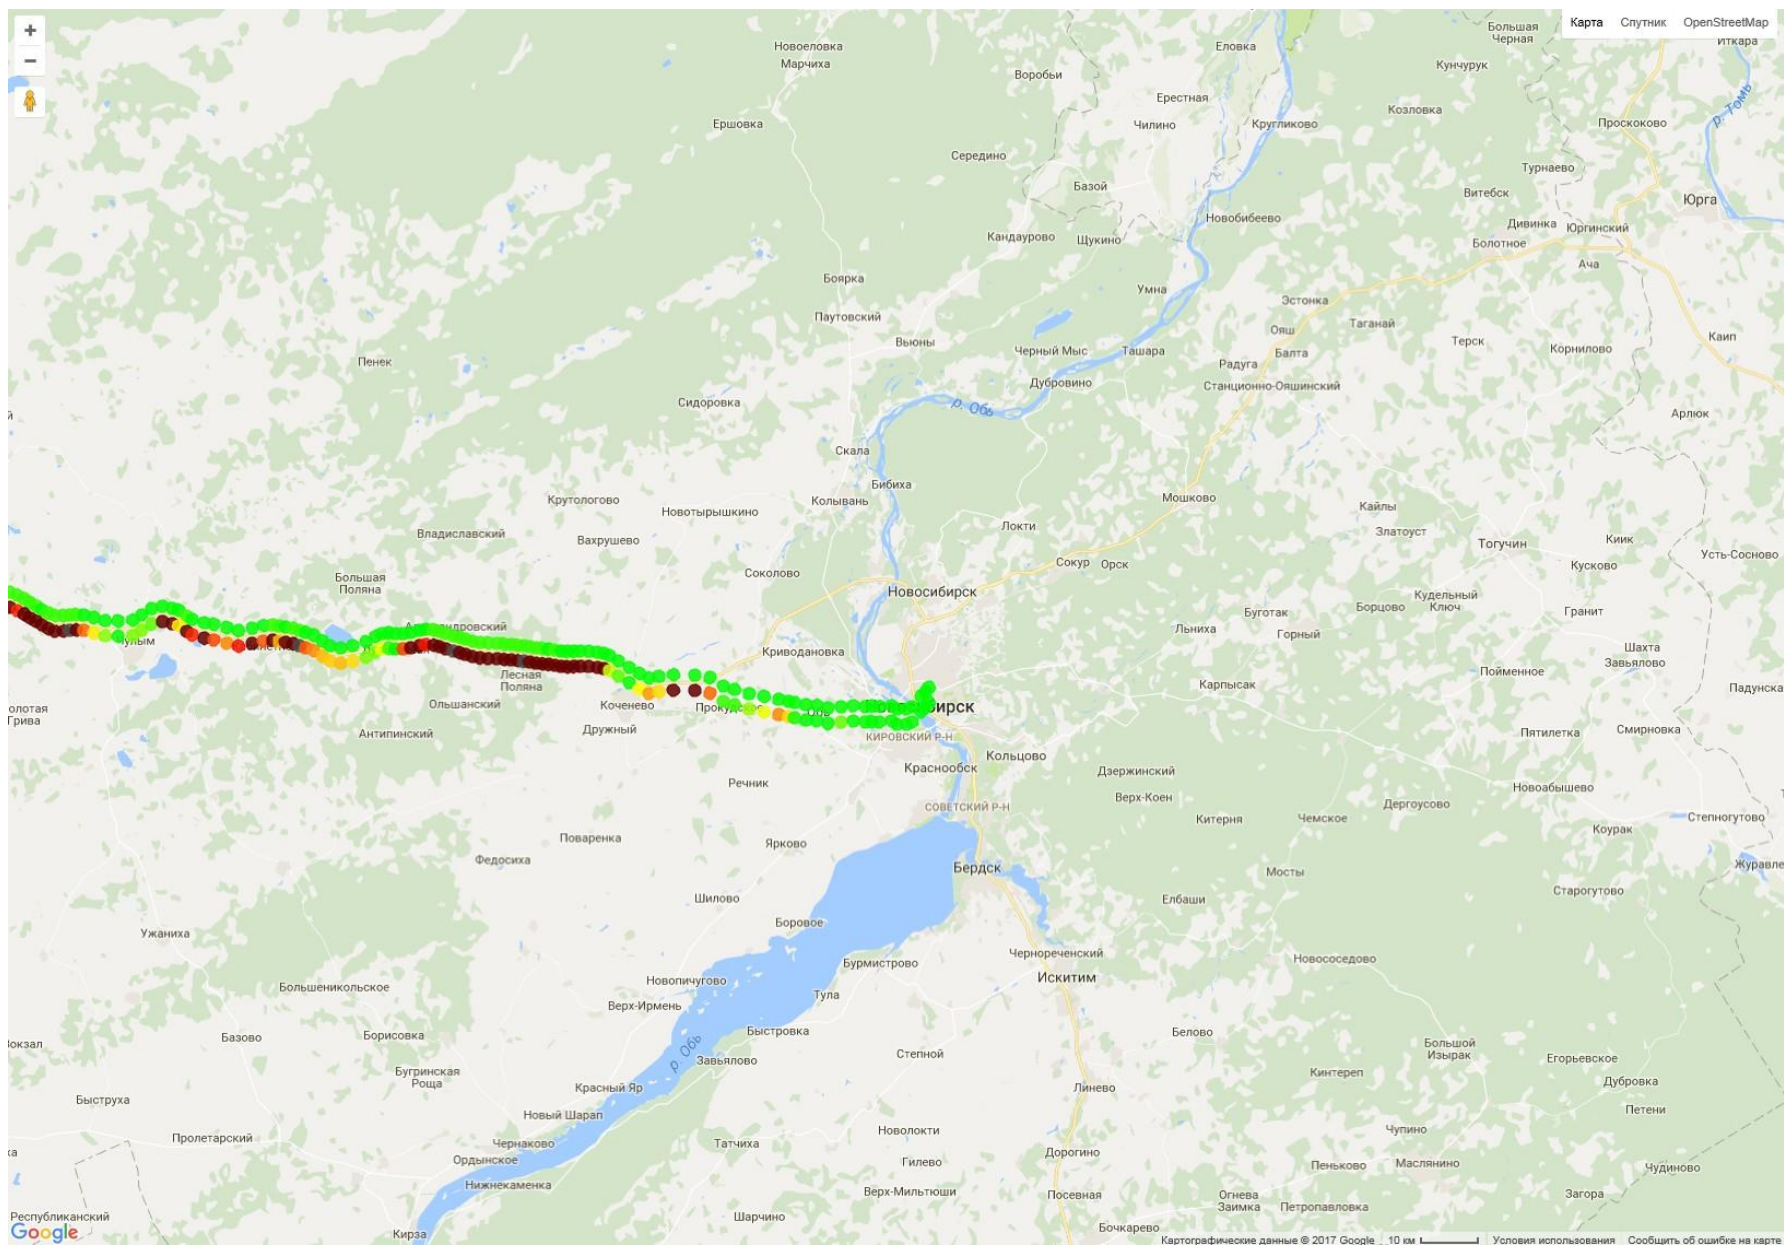 Карта Спутник OpenStreetMap
Большая
Черная
Иткара
Новоеловка
Еловка
Марчиха
Воробьи
Кунчурук
Ерестная
р. Томь
Козловка
Ершовка
Чилино
Кругликово
Проскоково
Середино
Турнаево
Базой
Витебск
Юрга
Новобибеево
Дивинка
Юргинский
Кандаурово
Щукино
Болотное
Ача
Боярка
Умна
Эстонка
Паутовский
Таганай
Ояш
Каип
Вьюны
Терск
Черный Мыс
Ташара
Балта
Корнилово
Пенек
Радуга
Дубровино
Станционно-Ояшинский
Сидоровка
р. Обь
Арлюк
Скала
Бибиха
Крутологово
Колывань
Мошково
Новотырышкино
Кайлы
Локти
Владиславский
Златоуст
Вахрушево
Тогучин
Киик
Усть-Сосново
Сокур
Орск
Кусково
Соколово
Большая
Поляна
Новосибирск
Кудельный
Ключ
Борцово
Гранит
Буготак
Льниха
Горный
Шахта
Завьялово
Криводановка
Пойменное
Лесная
Поляна
Карпысак
Падунска
Ольшанский
Коченево
Новосибирск
олотая
Грива
Дружный
Антипинский
Смирновка
Пятилетка
КИРОВСКИЙ Р-Н
Кольцово
Краснообск
Дзержинский
Речник
Новоабышево
Верх-Коен
СОВЕТСКИЙ Р-Н
Дергоусово
Китерня
Чемское
Степногутово
Коурак
Поваренка
Ярково
Федосиха
Журавле
Бердск
Мосты
Старогутово
Шилово
Елбаши
Боровое
Ужаниха
Чернореченский
Новососедово
Бурмистрово
Искитим
Новопичугово
Большеникольское
Тула
Верх-Ирмень
Быстровка
Белово
Базово
Борисовка
Вокзал
Большой
Изырак
Степной
р. Обь
Завьялово
Егорьевское
Бугринская
Роща
Кинтереп
Дубровка
Красный Яр
Линево
Быструха
Петени
Новый Шарап
Чупино
Новолокти
Пролетарский
Чернаково
Татчиха
Дорогино
Ордынское
Гилево
Пеньково
Маслянино
Чудиново
Нижнекаменка
Верх-Мильтюши
Посевная
Огнева
Заимка
Загора
Петропавловка
Республиканский
Шарчино
Бочкарево
Кирза
Google
Картографические данные © 2017 Google 10 км Условия использования Сообщить об ошибке на карте